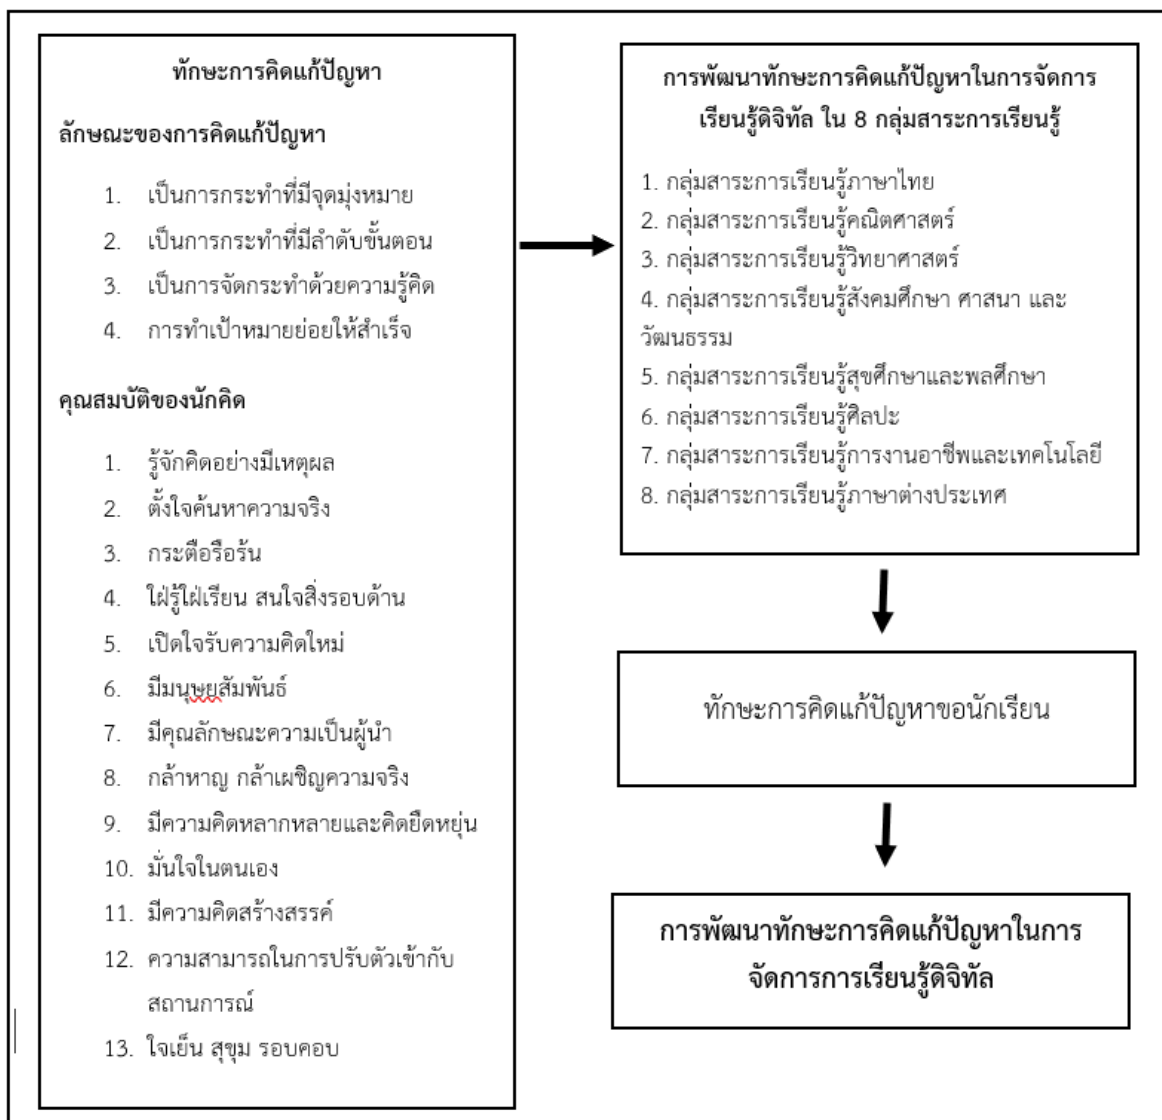 ทักษะการคิดแก้ปัญหา
ลักษณะของการคิดแก้ปัญหา
1. เป็นการกระทำที่มีจุดมุ่งหมาย
2. เป็นการกระทำที่มีลำดับขั้นตอน
3. เป็นการจัดกระทำด้วยความรู้คิด
4. การทำเป้าหมายย่อยให้สำเร็จ
คุณสมบัติของนักคิด
1. รู้จักคิดอย่างมีเหตุผล
2. ตั้งใจค้นหาความจริง
3. กระตือรือร้น
4. ใฝ่รู้ใฝ่เรียน สนใจสิ่งรอบด้าน
5. เปิดใจรับความคิดใหม่
6. มีมนุษยสัมพันธ์
7. มีคุณลักษณะความเป็นผู้นำ
8. กล้าหาญ กล้าเผชิญความจริง
9. มีความคิดหลากหลายและคิดยืดหยุ่น
10. มั่นใจในตนเอง
11. มีความคิดสร้างสรรค์
12. ความสามารถในการปรับตัวเข้ากับ
สถานการณ์
13. ใจเย็น สุขุม รอบคอบ
การพัฒนาทักษะการคิดแก้ปัญหาในการจัดการ
เรียนรู้ดิจิทัล ใน 8 กลุ่มสาระการเรียนรู้
1. กลุ่มสาระการเรียนรู้ภาษาไทย
2. กลุ่มสาระการเรียนรู้คณิตศาสตร์
3. กลุ่มสาระการเรียนรู้วิทยาศาสตร์
4. กลุ่มสาระการเรียนรู้สังคมศึกษา ศาสนา และ
วัฒนธรรม
5. กลุ่มสาระการเรียนรู้สุขศึกษาและพลศึกษา
6. กลุ่มสาระการเรียนรู้ศิลปะ
7. กลุ่มสาระการเรียนรู้การงานอาชีพและเทคโนโลยี
8. กลุ่มสาระการเรียนรู้ภาษาต่างประเทศ
ทักษะการคิดแก้ปัญหาขอนักเรียน
การพัฒนาทักษะการคิดแก้ปัญหาในการ
จัดการการเรียนรู้ดิจิทัล